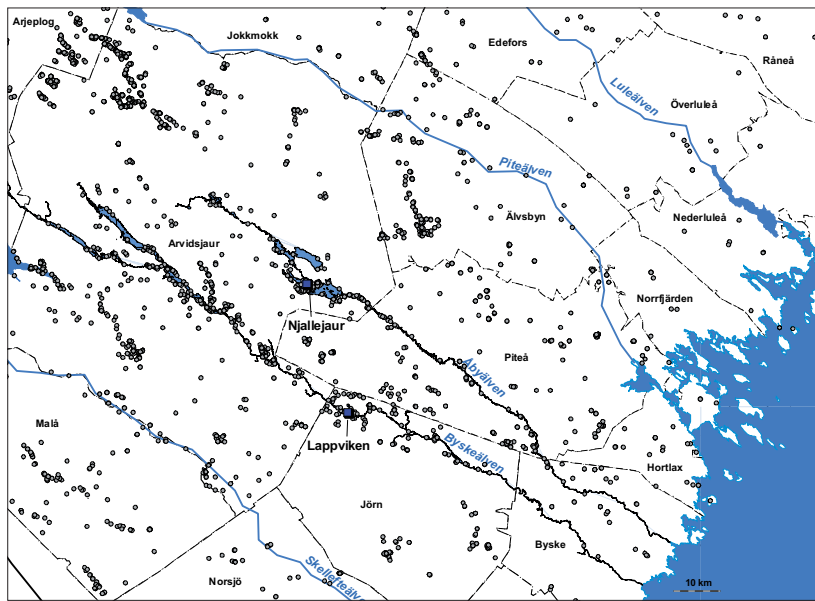 Arjeplog
Jokkmokk
Edefors
Råneå
Luleälven
Överluleå
Piteälven
Älvsbyn
Nederluleå
Arvidsjaur
Norrfjärden
Njallejaur
Åbyälven
Piteå
Malå
Lappviken
Byskeälven
Hortlax
Jörn
Byske
Norsjö
Skellefteälven
10 km